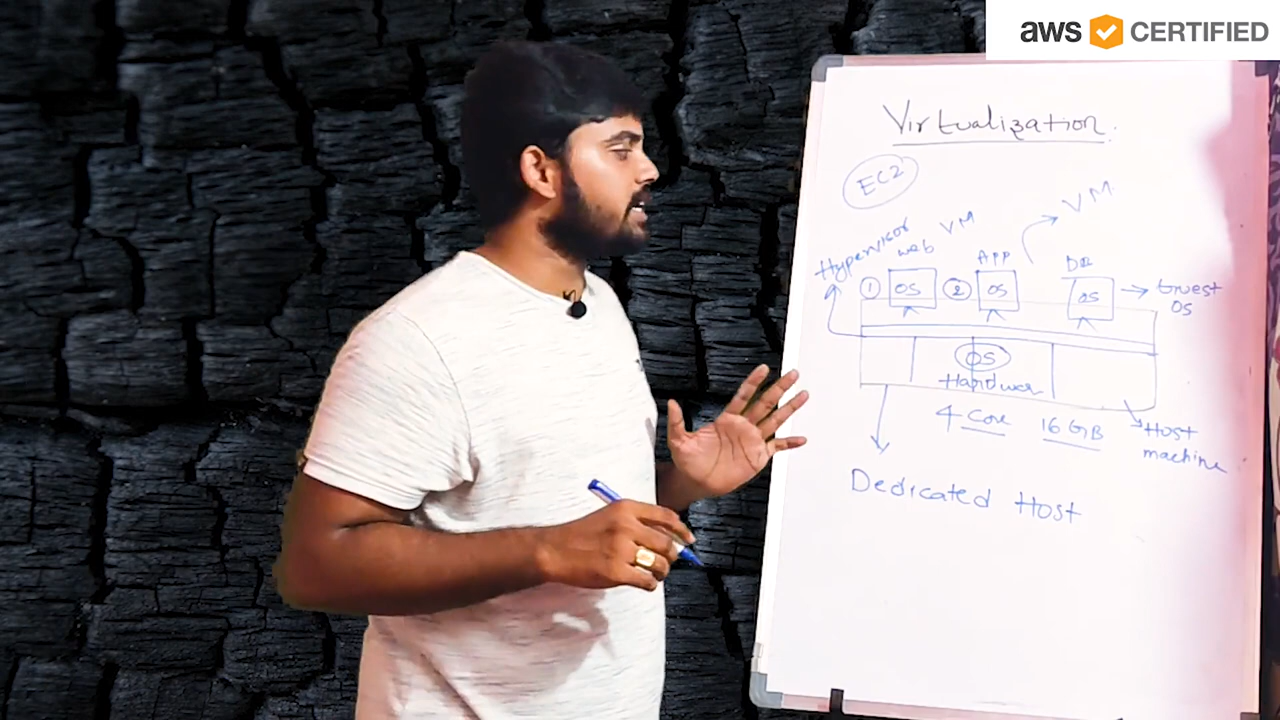 aws CERTIFIED
Virtualization.
EC2
VM
Hypervisor
web VM
APP
DB
1 OS 2 OS OS
Guest
OS
OS
Hardwer
4 Core 16 GB
Host
machine
Dedicated Host